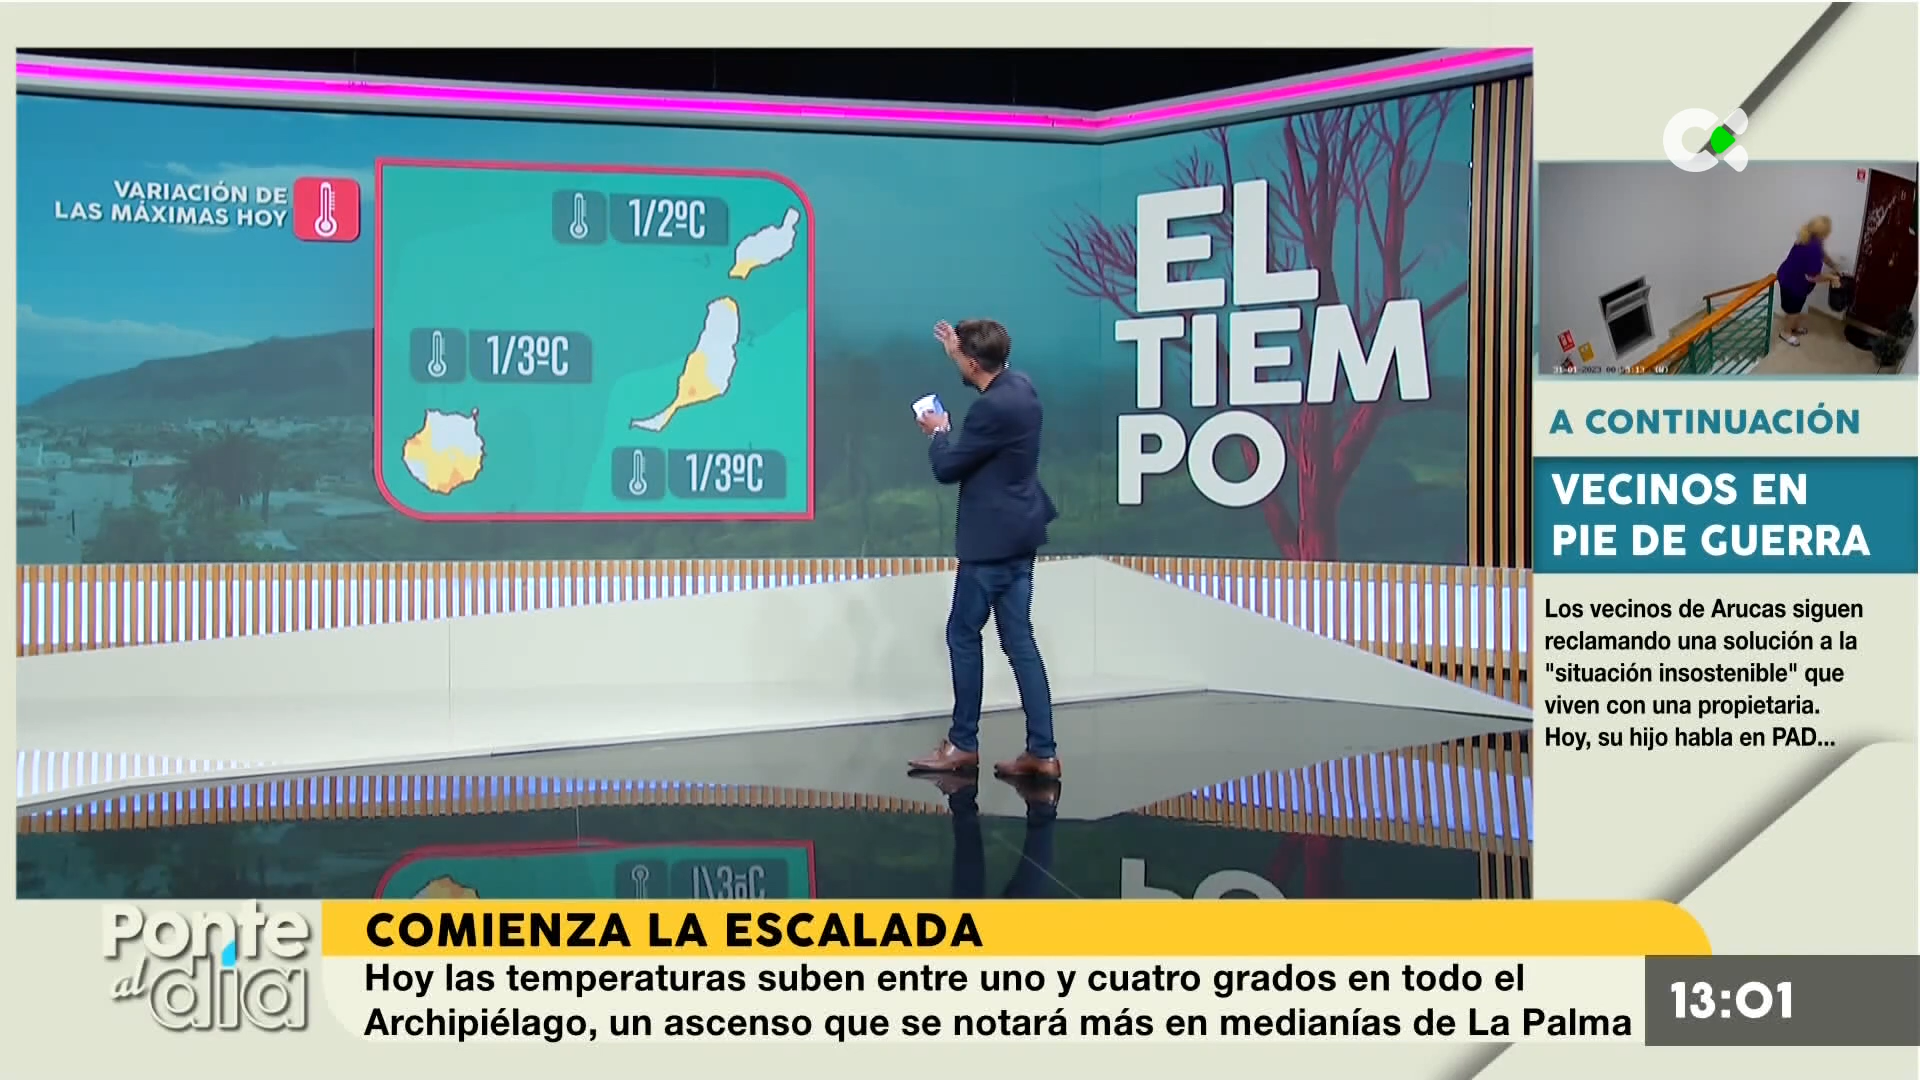 VARIACIÓN DE
LAS MÁXIMAS HOY
1/2ºC
1/3ºC
1/3ºC
EL
TIEM
PO
A CONTINUACIÓN
VECINOS EN
PIE DE GUERRA
Los vecinos de Arucas siguen
reclamando una solución a la
"situación insostenible" que
viven con una propietaria.
Hoy, su hijo habla en PAD...
Ponte
al día
COMIENZA LA ESCALADA
Hoy las temperaturas suben entre uno y cuatro grados en todo el
Archipiélago, un ascenso que se notará más en medianías de La Palma
13:01